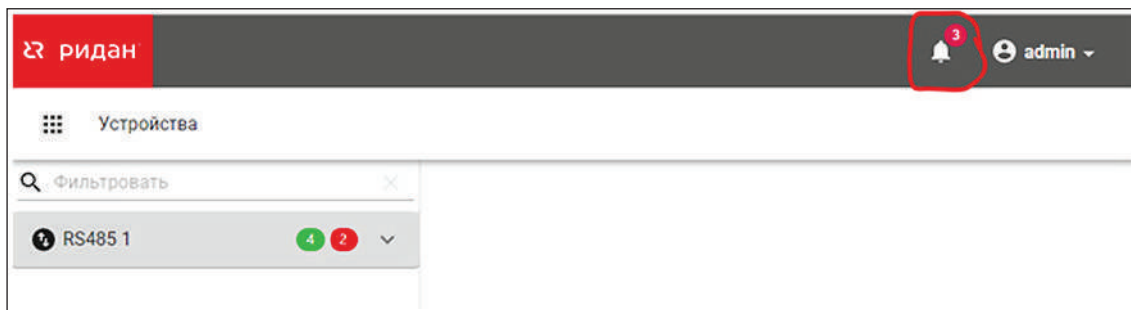 ридан
3
admin
Устройства
Фильтровать
RS485 1
4
2